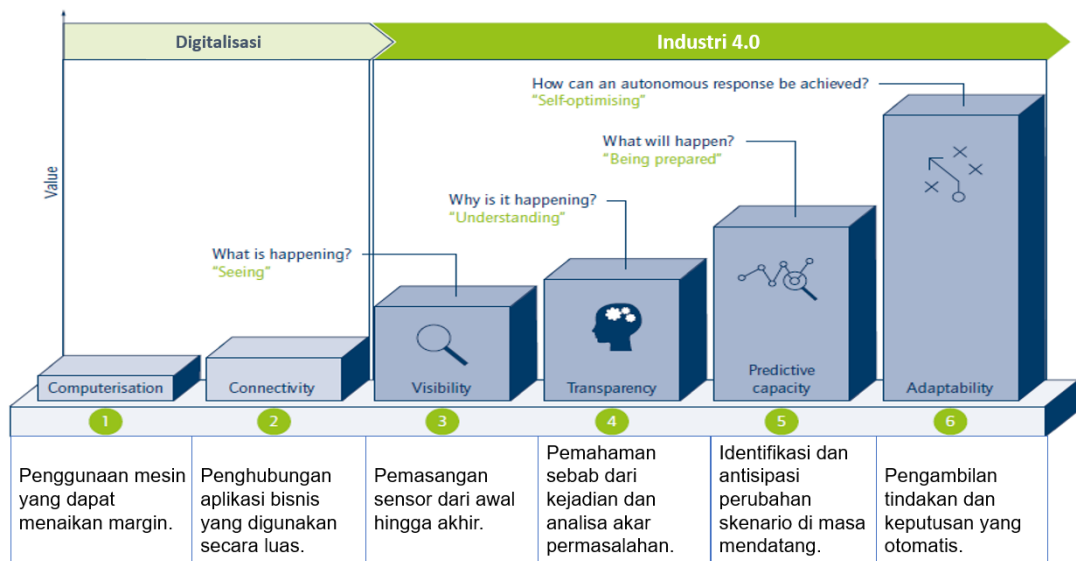 Digitalisasi
Industri 4.0
Value
How can an autonomous response be achieved?
"Self-optimising"
What will happen?
"Being prepared"
Why is it happening?
"Understanding"
What is happening?
"Seeing"
Computerisation
Connectivity
Visibility
Transparency
Predictive
capacity
Adaptability
1
2
3
4
5
6
Penggunaan mesin
yang dapat
menaikan margin.
Penghubungan
aplikasi bisnis
yang digunakan
secara luas.
Pemasangan
sensor dari awal
hingga akhir.
Pemahaman
sebab dari
kejadian dan
analisa akar
permasalahan.
Identifikasi dan
antisipasi
perubahan
skenario di masa
mendatang.
Pengambilan
tindakan dan
keputusan yang
otomatis.